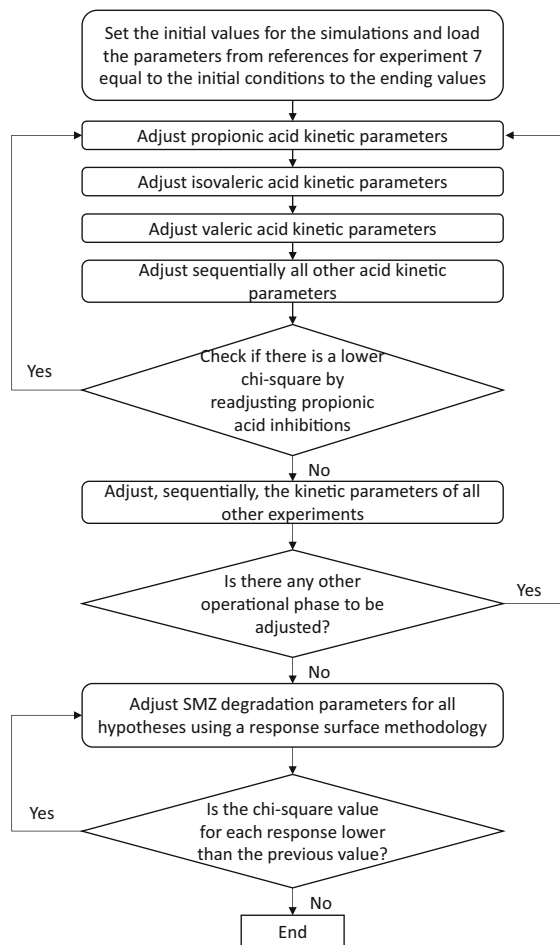 Set the initial values for the simulations and load
the parameters from references for experiment 7
equal to the initial conditions to the ending values
Adjust propionic acid kinetic parameters
Adjust isovaleric acid kinetic parameters
Adjust valeric acid kinetic parameters
Adjust sequentially all other acid kinetic
parameters
Check if there is a lower
chi-square by
readjusting propionic
acid inhibitions
Yes
No
Adjust, sequentially, the kinetic parameters of all
other experiments
Is there any other
operational phase to be
adjusted?
Yes
No
Adjust SMZ degradation parameters for all
hypotheses using a response surface methodology
Is the chi-square value
for each response lower
than the previous value?
Yes
No
End